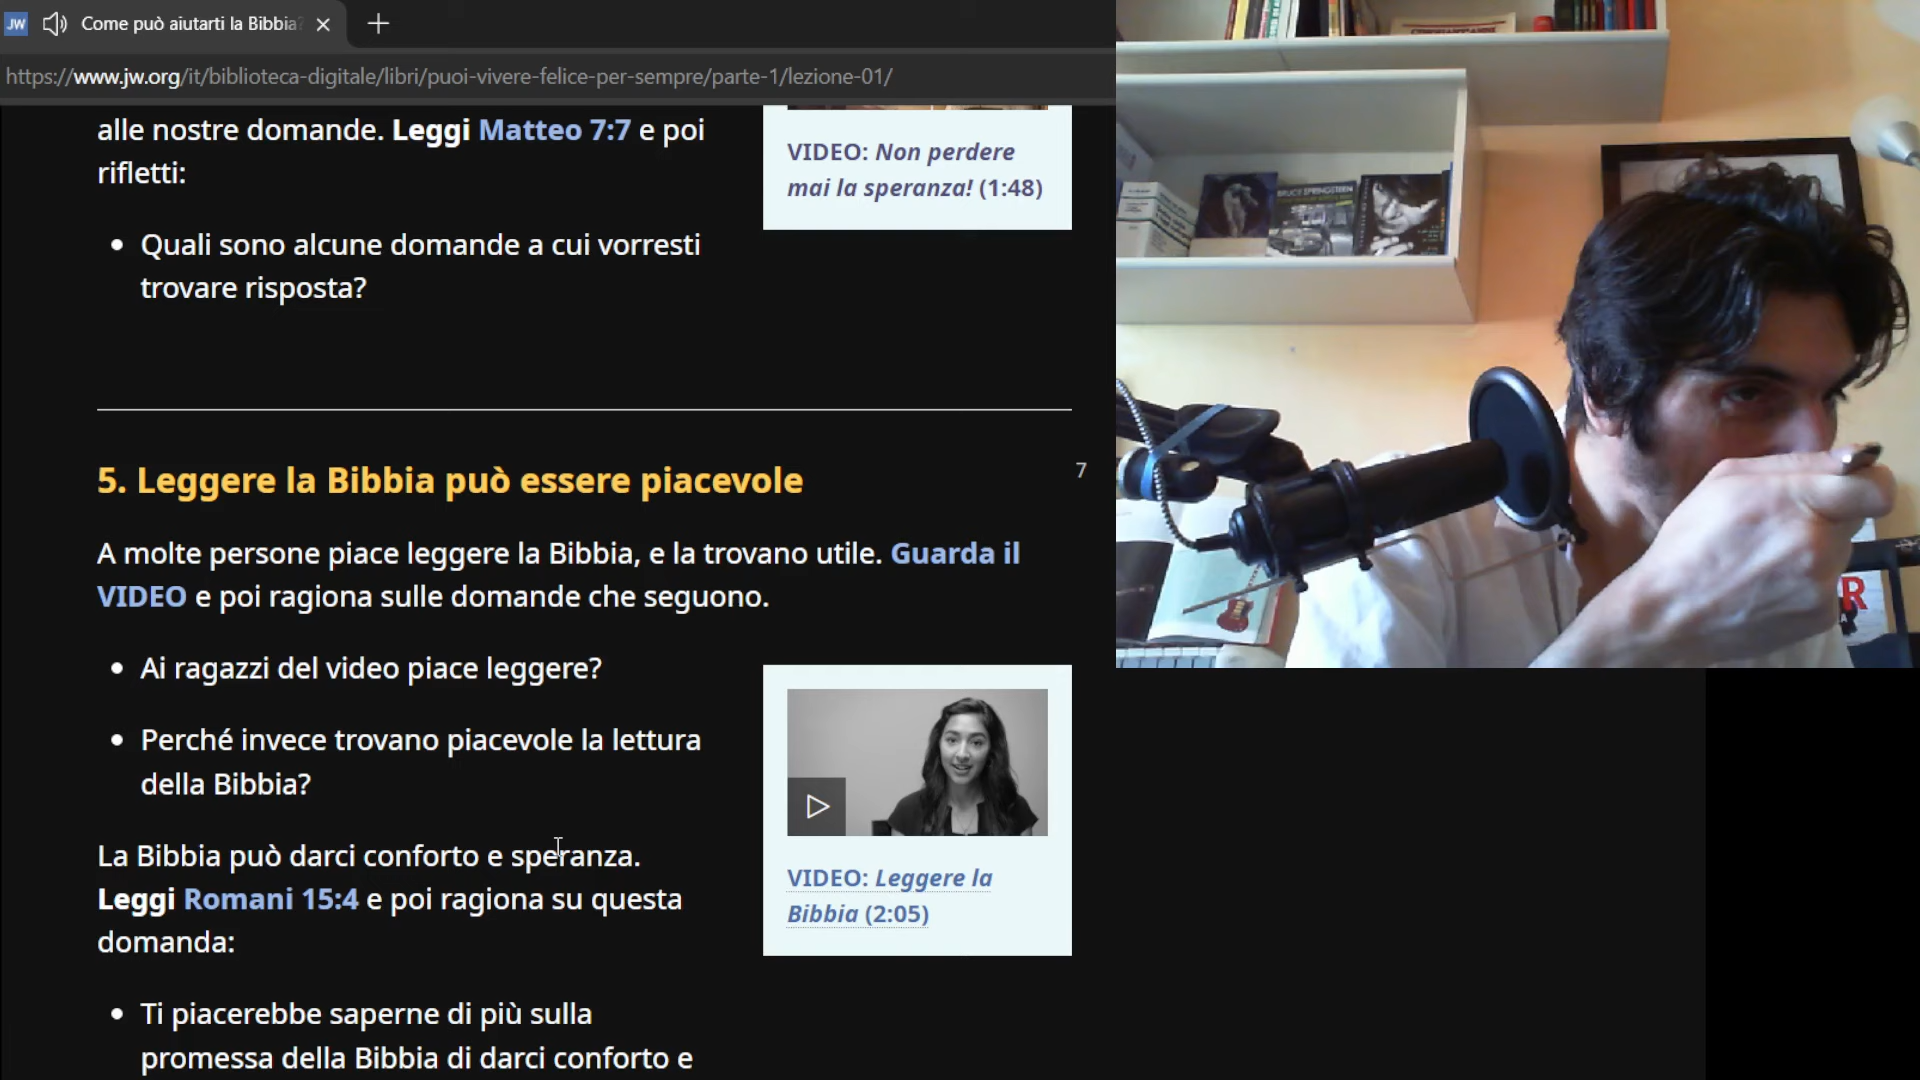 JW
Come può aiutarti la Bibbia?
https://www.jw.org/it/biblioteca-digitale/libri/puoi-vivere-felice-per-sempre/parte-1/lezione-01/
alle nostre domande. Leggi Matteo 7:7 e poi
rifletti:
• Quali sono alcune domande a cui vorresti
trovare risposta?
VIDEO: Non perdere
mai la speranza! (1:48)
5. Leggere la Bibbia può essere piacevole
7
A molte persone piace leggere la Bibbia, e la trovano utile. Guarda il
VIDEO e poi ragiona sulle domande che seguono.
• Ai ragazzi del video piace leggere?
• Perché invece trovano piacevole la lettura
della Bibbia?
La Bibbia può darci conforto e speranza.
Leggi Romani 15:4 e poi ragiona su questa
domanda:
• Ti piacerebbe saperne di più sulla
promessa della Bibbia di darci conforto e
VIDEO: Leggere la
Bibbia (2:05)
BRUCE SPRINGSTEEN
R